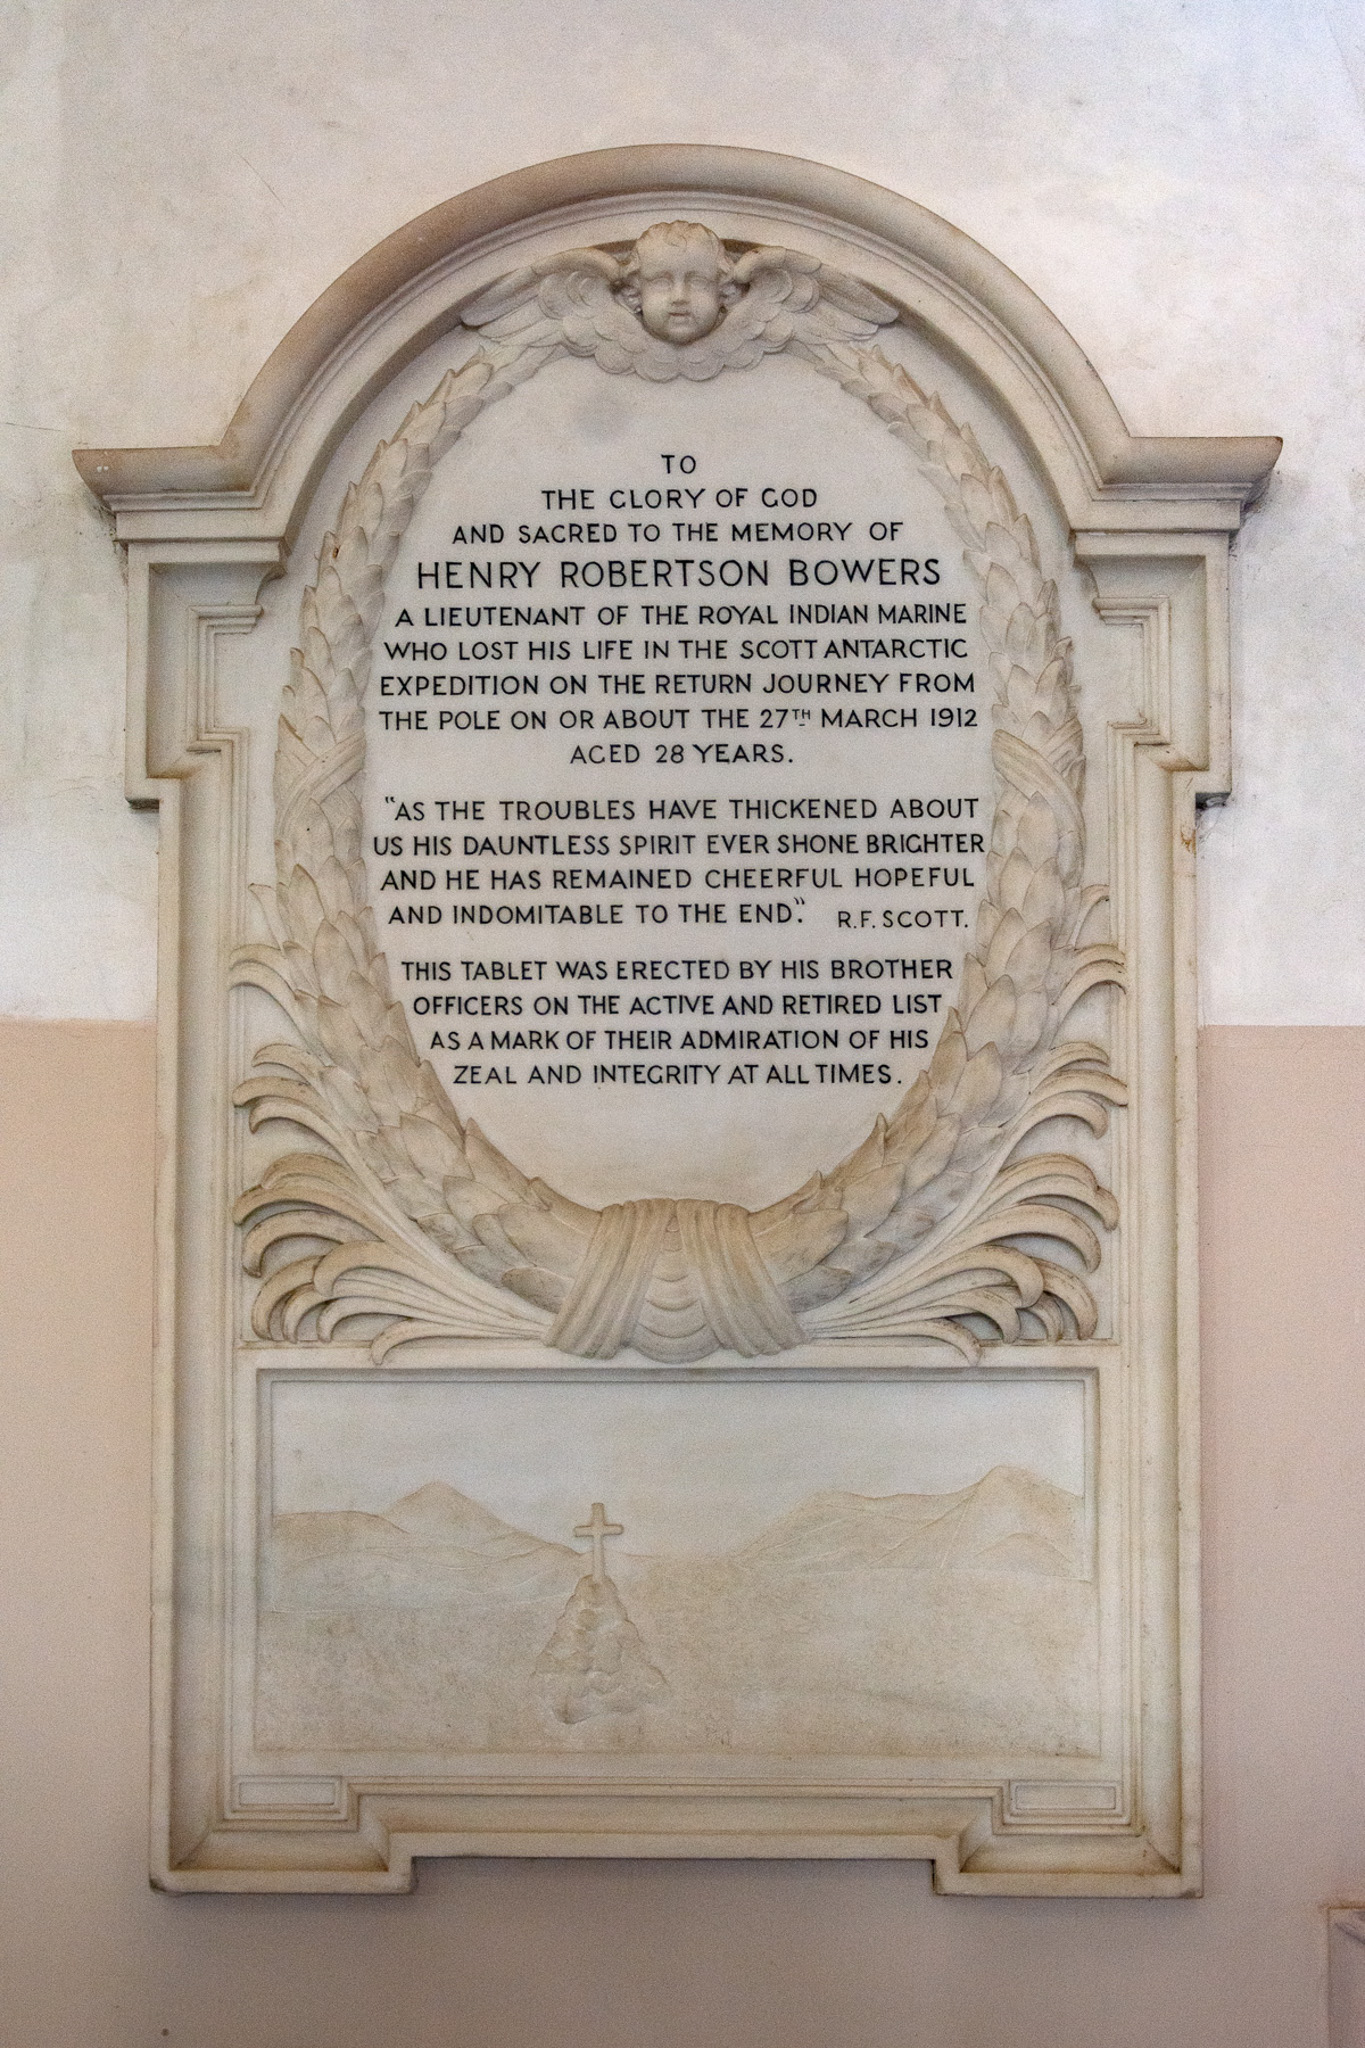 TO
THE GLORY OF GOD
AND SACRED TO THE MEMORY OF
HENRY ROBERTSON BOWERS
A LIEUTENANT OF THE ROYAL INDIAN MARINE
WHO LOST HIS LIFE IN THE SCOTT ANTARCTIC
EXPEDITION ON THE RETURN JOURNEY FROM
THE POLE ON OR ABOUT THE 27TH MARCH 1912
AGED 28 YEARS.
"AS THE TROUBLES HAVE THICKENED ABOUT
US HIS DAUNTLESS SPIRIT EVER SHONE BRIGHTER
AND HE HAS REMAINED CHEERFUL HOPEFUL
AND INDOMITABLE TO THE END." R.F. SCOTT.
THIS TABLET WAS ERECTED BY HIS BROTHER
OFFICERS ON THE ACTIVE AND RETIRED LIST
AS A MARK OF THEIR ADMIRATION OF HIS
ZEAL AND INTEGRITY AT ALL TIMES.